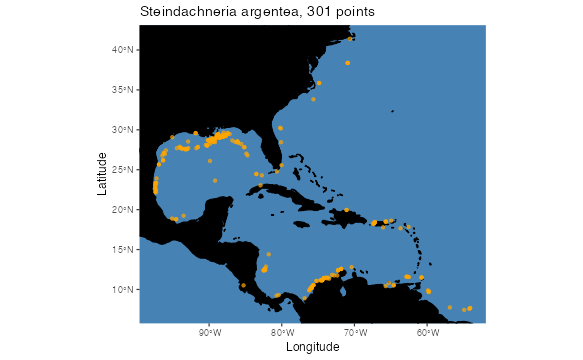 Steindachneria argentea, 301 points
40°N
35°N
30°N
25°N
20°N
15°N
10°N
90°W
80°W
70°W
60°W
Longitude
Latitude